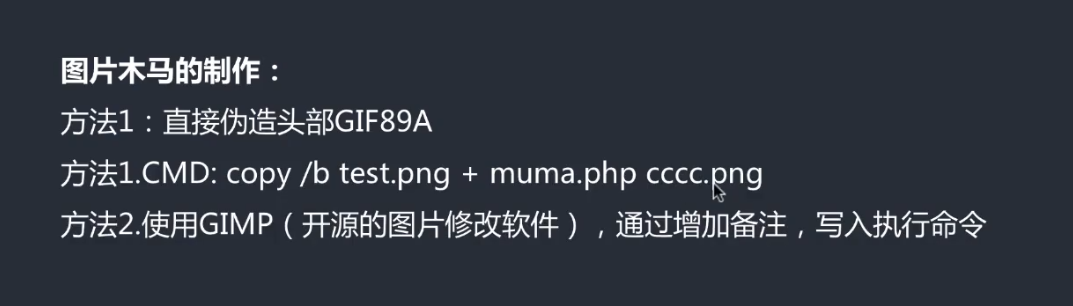 图片木马的制作：
方法1：直接伪造头部GIF89A
方法1.CMD: copy /b test.png + muma.php cccc.png
方法2.使用GIMP（开源的图片修改软件），通过增加备注，写入执行命令